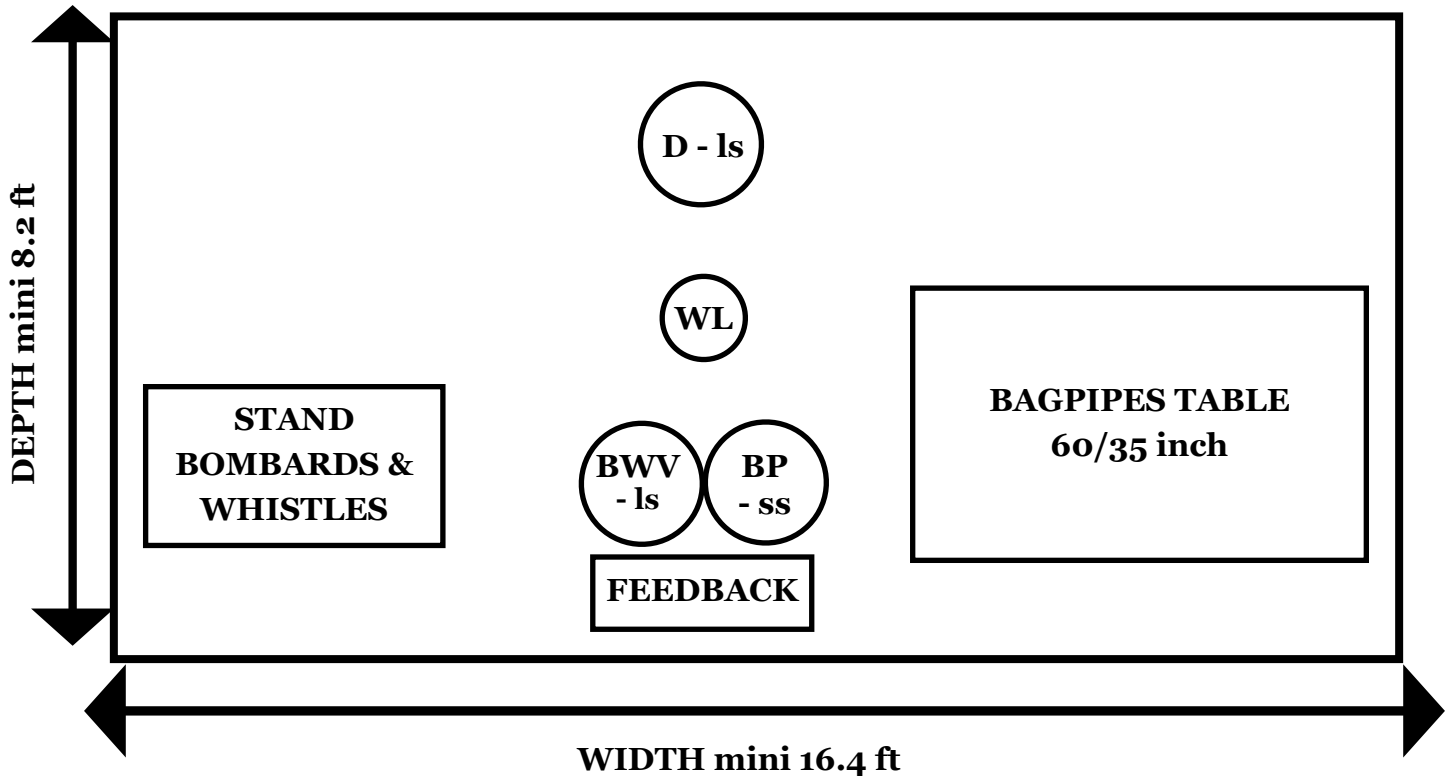 D - ls
WL
DEPTH mini 8.2 ft
STAND
BOMBARDS &
WHISTLES
BWV
- ls
BP
- ss
BAGPIPES TABLE
60/35 inch
FEEDBACK
WIDTH mini 16.4 ft